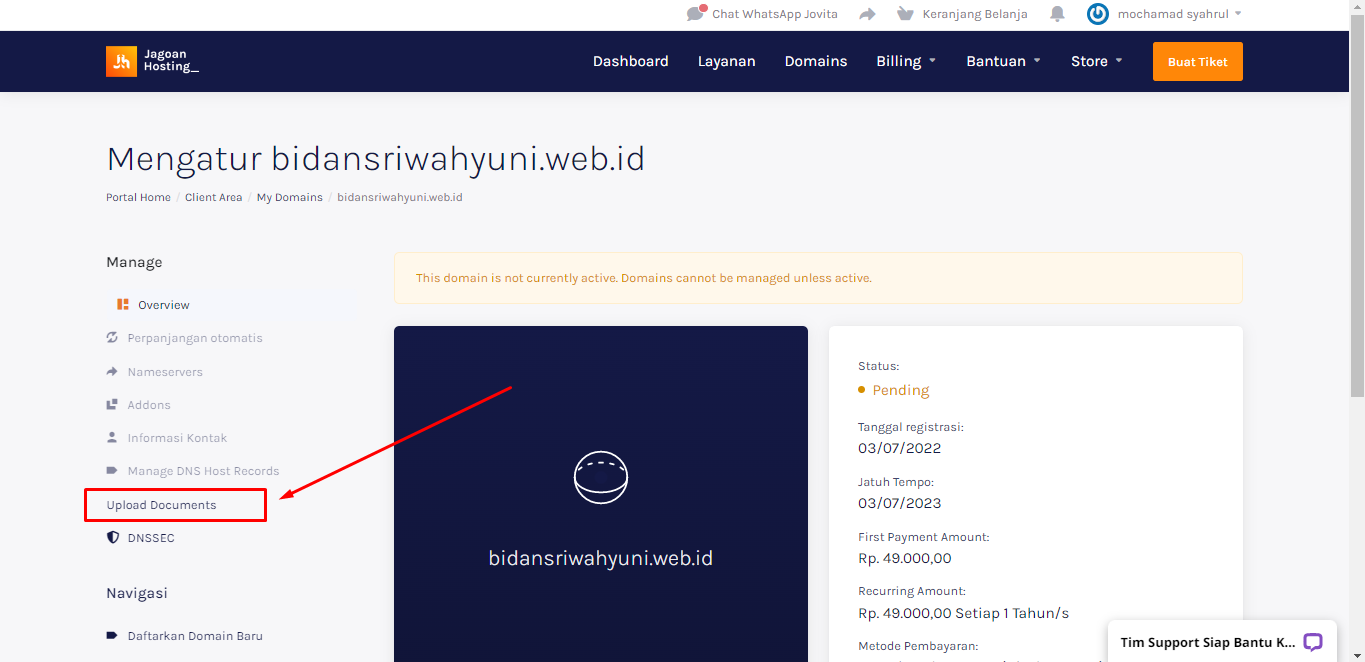 Chat WhatsApp Jovita
Keranjang Belanja
mochamad syahrul
Jagoan
Hosting_
Dashboard
Layanan
Domains
Billing
Bantuan
Store
Buat Tiket
Mengatur bidansriwahyuni.web.id
Portal Home / Client Area / My Domains / bidansriwahyuni.web.id
Manage
Overview
Perpanjangan otomatis
Nameservers
Addons
Informasi Kontak
Manage DNS Host Records
Upload Documents
DNSSEC
Navigasi
Daftarkan Domain Baru
This domain is not currently active. Domains cannot be managed unless active.
bidansriwahyuni.web.id
Status:
Pending
Tanggal registrasi:
03/07/2022
Jatuh Tempo:
03/07/2023
First Payment Amount:
Rp. 49.000,00
Recurring Amount:
Rp. 49.000,00 Setiap 1 Tahun/s
Metode Pembayaran:
Tim Support Siap Bantu K...